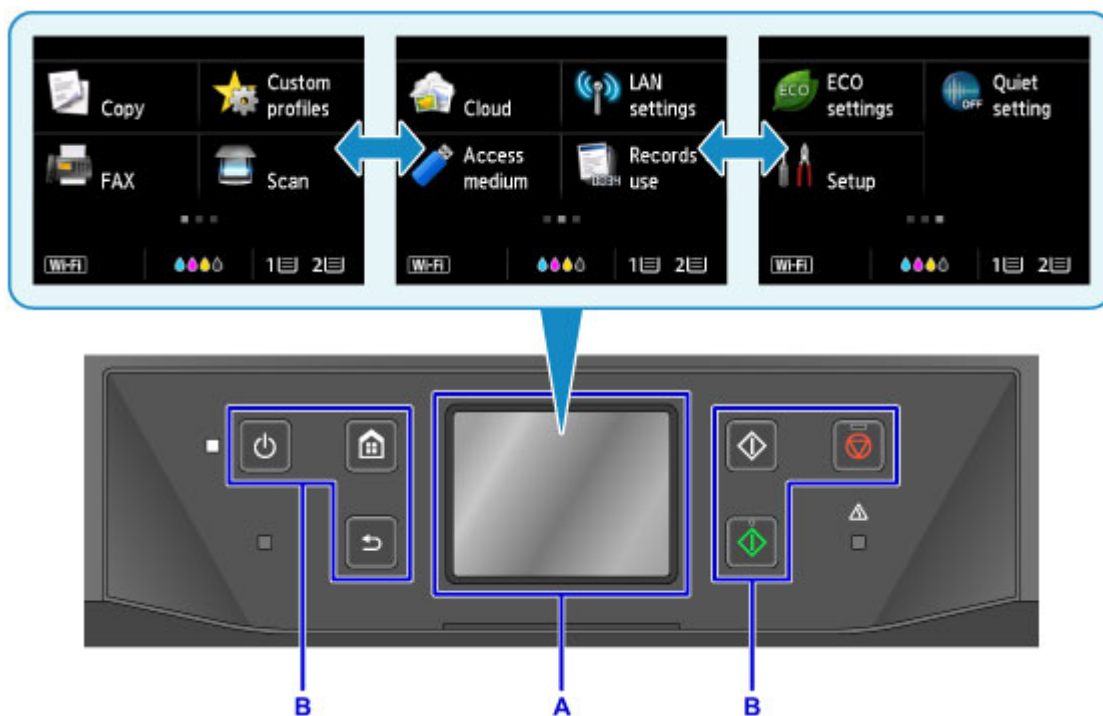 Copy
Custom
profiles
FAX
Scan
Wi-Fi
1 2
Cloud
LAN
settings
Access
medium
Records
use
Wi-Fi
1 2
ECO
ECO
settings
OFF
Quiet
setting
Setup
Wi-Fi
1 2
B
A
B